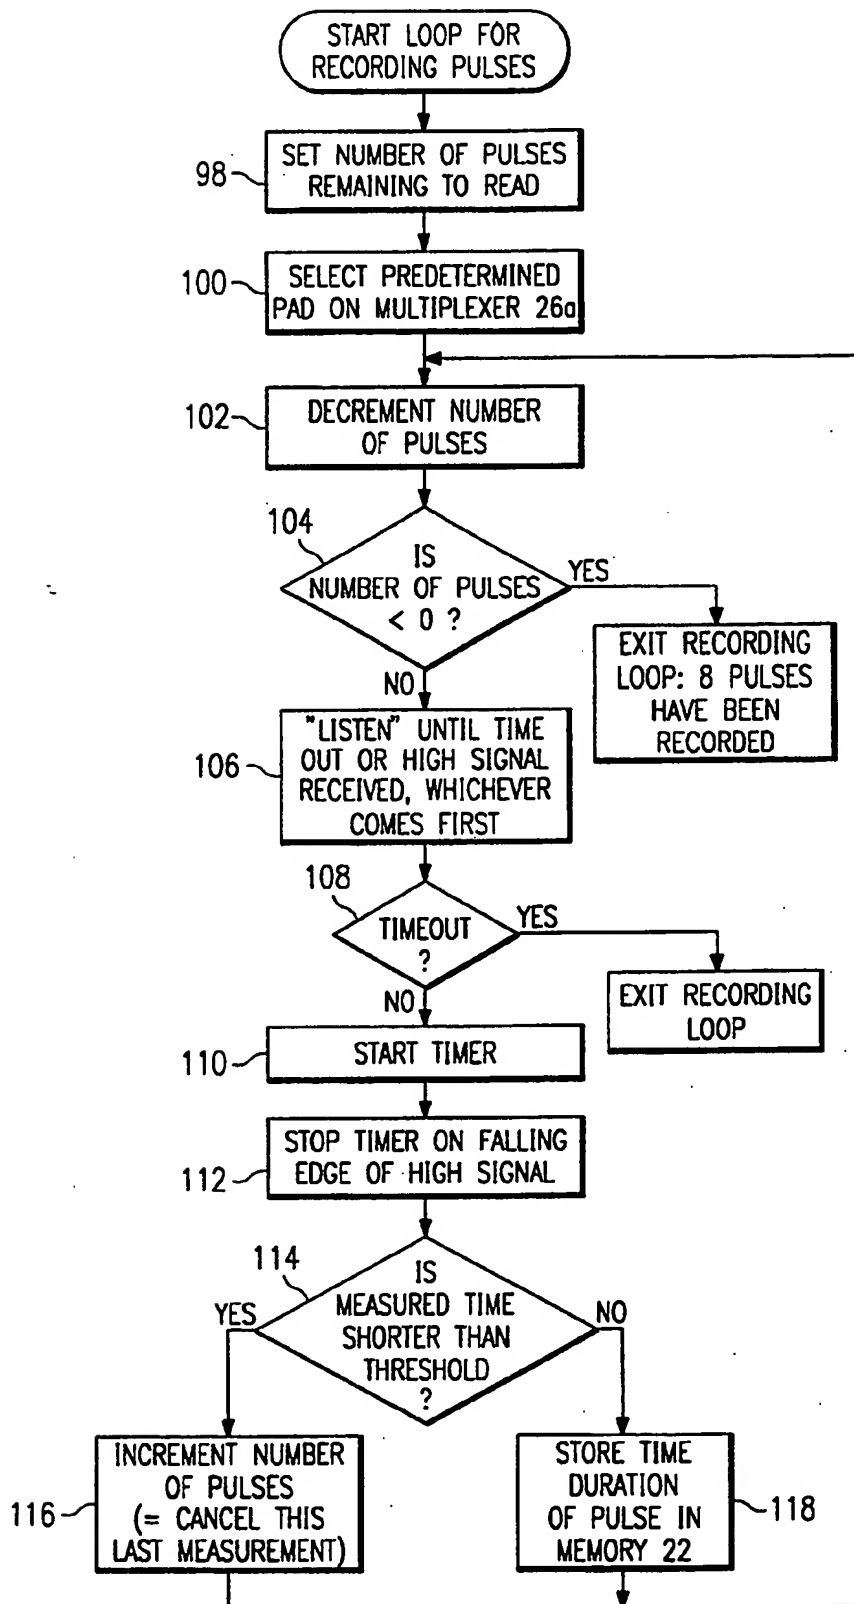 START LOOP FOR
RECORDING PULSES
98
SET NUMBER OF PULSES
REMAINING TO READ
100
SELECT PREDETERMINED
PAD ON MULTIPLEXER 26a
102
DECREMENT NUMBER
OF PULSES
104
IS
NUMBER OF PULSES
< 0 ?
YES
EXIT RECORDING
LOOP: 8 PULSES
HAVE BEEN
RECORDED
NO
106
"LISTEN" UNTIL TIME
OUT OR HIGH SIGNAL
RECEIVED, WHICHEVER
COMES FIRST
108
TIMEOUT
?
YES
EXIT RECORDING
LOOP
NO
110
START TIMER
112
STOP TIMER ON FALLING
EDGE OF HIGH SIGNAL
114
IS
MEASURED TIME
SHORTER THAN
THRESHOLD
?
YES
NO
116
INCREMENT NUMBER
OF PULSES
(= CANCEL THIS
LAST MEASUREMENT)
STORE TIME
DURATION
OF PULSE IN
MEMORY 22
118